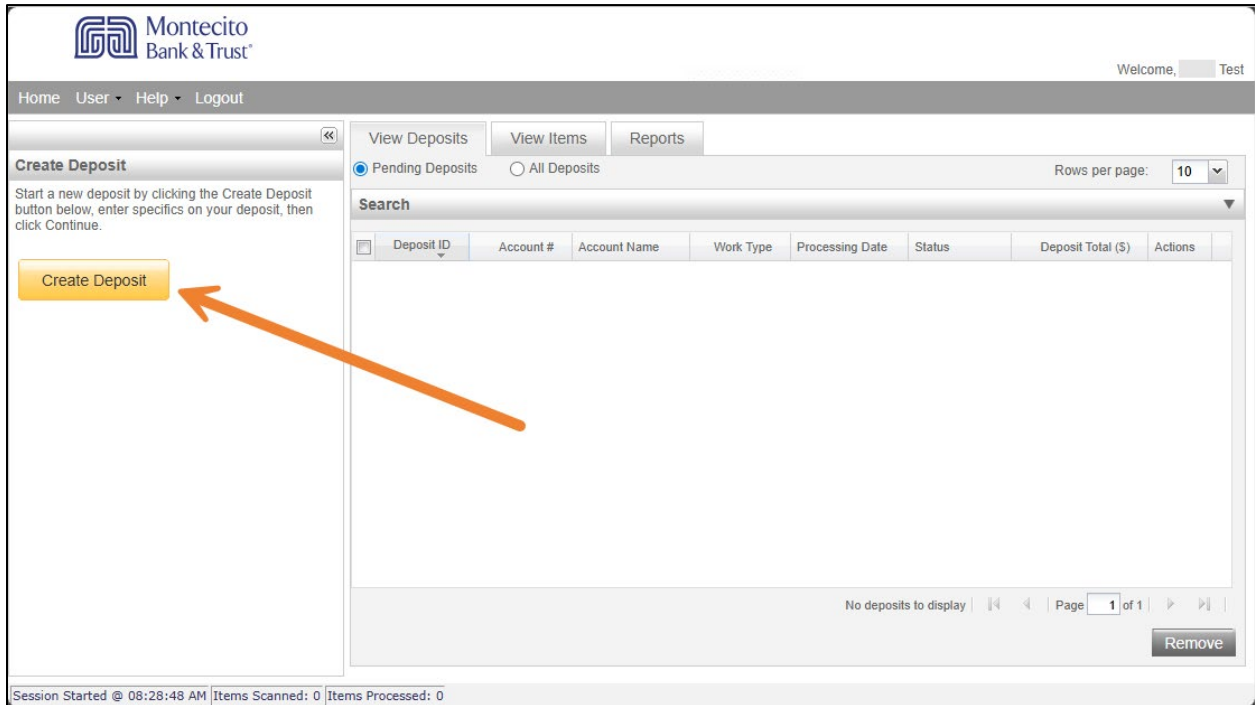 Montecito
Bank & Trust
Welcome, Test
Home User Help Logout
Create Deposit
Start a new deposit by clicking the Create Deposit
button below, enter specifics on your deposit, then
click Continue.
Create Deposit
View Deposits View Items Reports
Pending Deposits All Deposits Rows per page: 10
Search
Deposit ID Account # Account Name Work Type Processing Date Status Deposit Total ($) Actions
No deposits to display Page 1 of 1
Remove
Session Started @ 08:28:48 AM Items Scanned: 0 Items Processed: 0